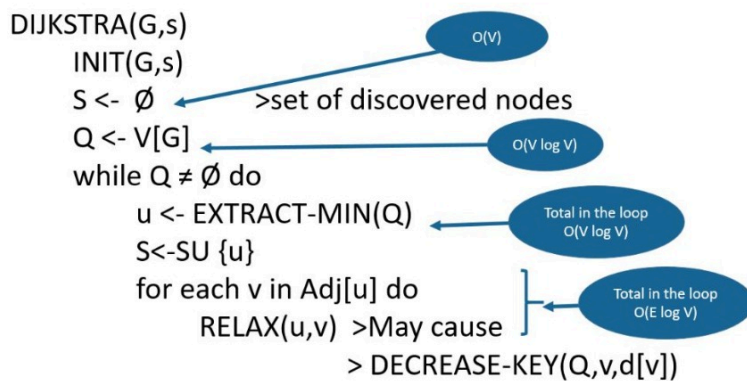 DIJKSTRA(G,s)
O(V)
INIT(G,s)
S <- Ø >set of discovered nodes
Q <- V[G]
O(V log V)
while Q ≠ Ø do
u <- EXTRACT-MIN(Q)
Total in the loop
O(V log V)
S<-SU {u}
for each v in Adj[u] do
Total in the loop
O(E log V)
RELAX(u,v) >May cause
> DECREASE-KEY(Q,v,d[v])